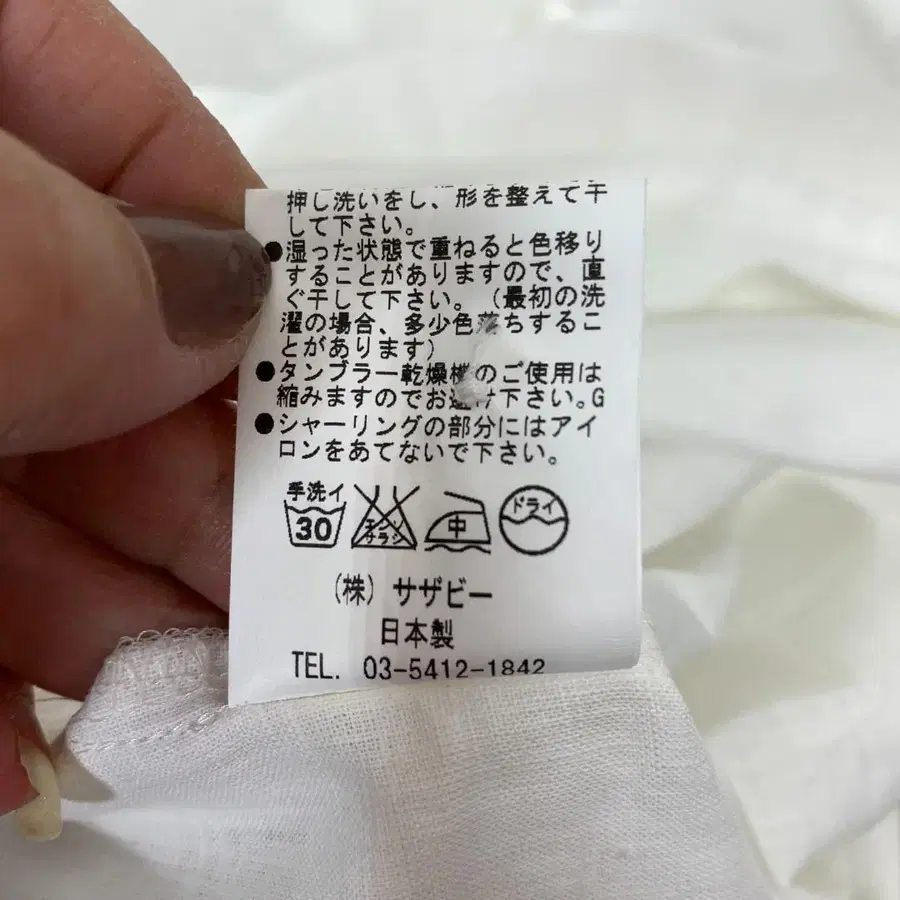 押し洗いをし、形を整えて干
して下さい。
●湿った状態で重ねると色移り
することがありますので、直
ぐ干して下さい。（最初の洗
濯の場合、多少色落ちするこ
とがあります）
●タンブラー乾燥機のご使用は
縮みますのでお避け下さい。G
●シャーリングの部分にはアイ
ロンをあてないで下さい。
手洗イ
30
エンソ
チラシ
中
ドライ
（株）サザビー
日本製
TEL. 03-5412-1842